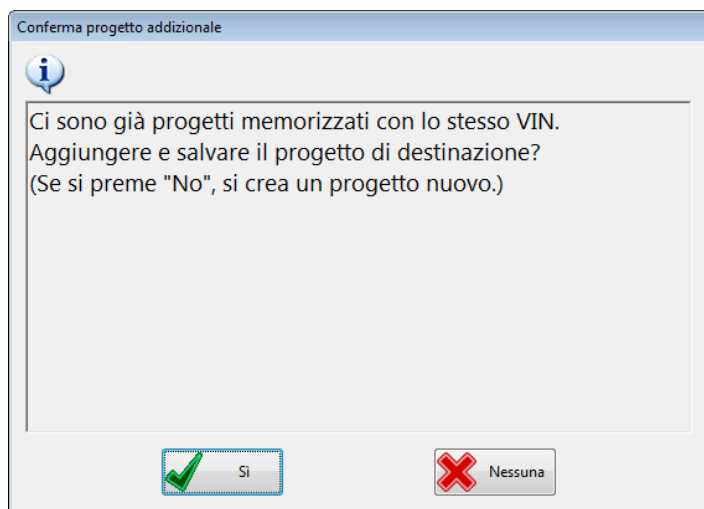 Conferma progetto addizionale
Ci sono già progetti memorizzati con lo stesso VIN.
Aggiungere e salvare il progetto di destinazione?
(Se si preme "No", si crea un progetto nuovo.)
Sì
Nessuna